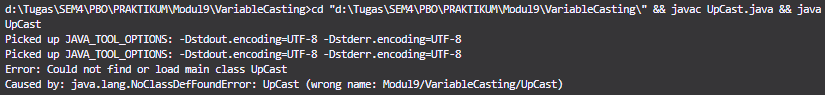 d:\Tugas\SEM4\PBO\PRAKTIKUM\Modul9\VariableCasting>cd "d:\Tugas\SEM4\PBO\PRAKTIKUM\Modul9\VariableCasting\" && javac UpCast.java && java
UpCast
Picked up JAVA_TOOL_OPTIONS: -Dstdout.encoding=UTF-8 -Dstderr.encoding=UTF-8
Picked up JAVA_TOOL_OPTIONS: -Dstdout.encoding=UTF-8 -Dstderr.encoding=UTF-8
Error: Could not find or load main class UpCast
Caused by: java.lang.NoClassDefFoundError: UpCast (wrong name: Modul9/VariableCasting/UpCast)